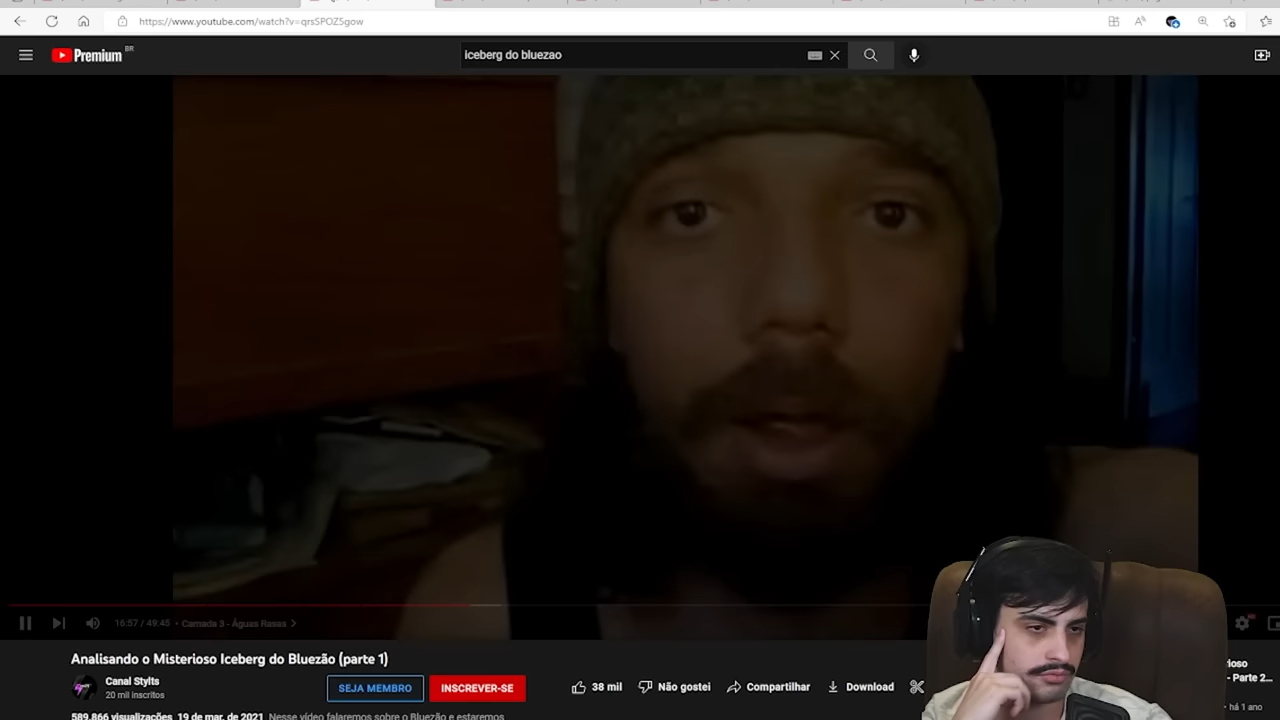 https://www.youtube.com/watch?v=qrsSPOZ5gow
Premium BR
iceberg do bluezao
16:57 / 49:45 • Camada 3 - Águas Rasas
Analisando o Misterioso Iceberg do Bluezão (parte 1)
Canal Stylts
20 mil inscritos
SEJA MEMBRO
INSCREVER-SE
38 mil
Não gostei
Compartilhar
Download
589.866 visualizações 19 de mar. de 2021 Nesse vídeo falaremos sobre o Bluezão e estaremos
rioso
- Parte 2...
há 1 ano